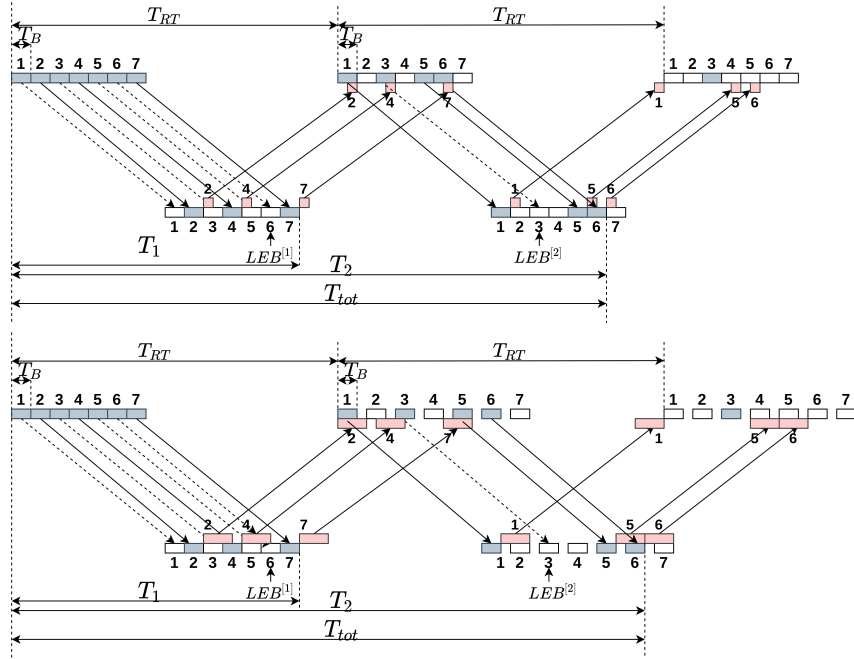 T_RT T_RT
T_B T_B
1 2 3 4 5 6 7 1 2 3 4 5 6 7 1 2 3 4 5 6 7
2 4 7 1 5 6
2 4 7 1 5 6
1 2 3 4 5 6 7 1 2 3 4 5 6 7
T_1 LEB^[1] LEB^[2]
T_2
T_tot
T_RT T_RT
T_B T_B
1 2 3 4 5 6 7 1 2 3 4 5 6 7 1 2 3 4 5 6 7
2 4 7 1 5 6
2 4 7 1 5 6
1 2 3 4 5 6 7 1 2 3 4 5 6 7
T_1 LEB^[1] LEB^[2]
T_2
T_tot